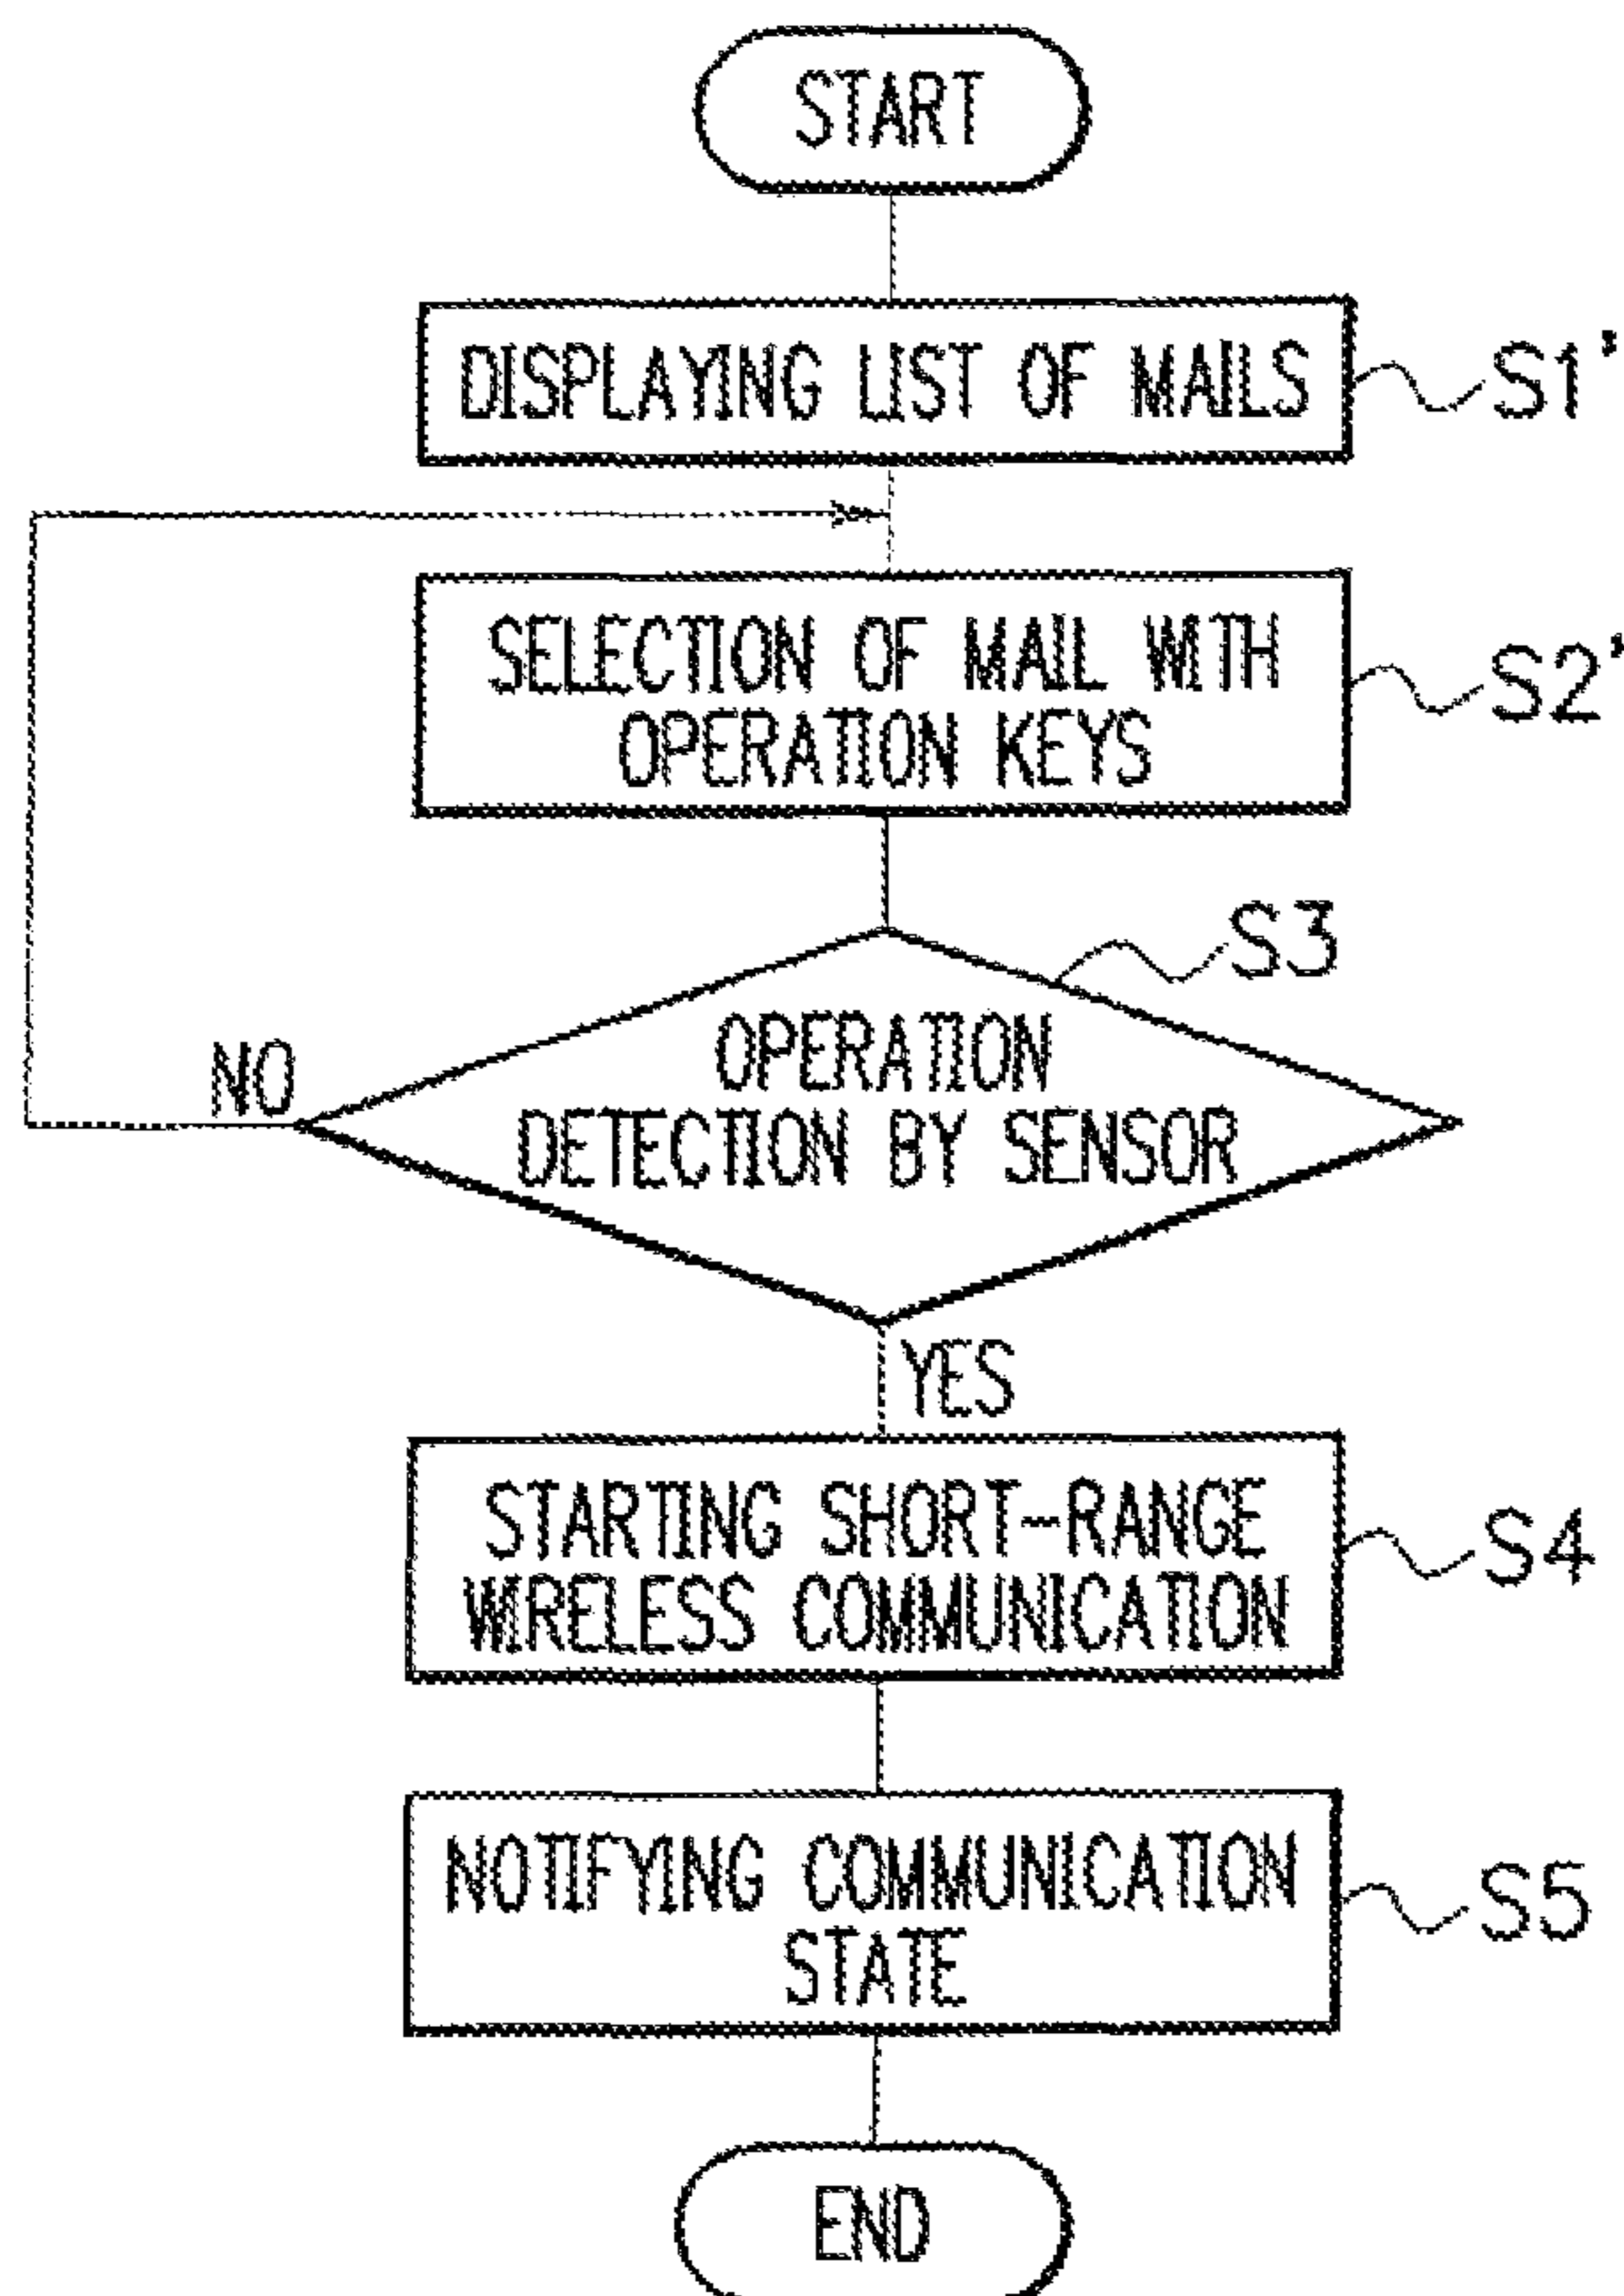 START
DISPLAYING LIST OF MAILS
S1'
SELECTION OF MAIL WITH
OPERATION KEYS
S2'
S3
OPERATION
DETECTION BY SENSOR
NO
YES
STARTING SHORT-RANGE
WIRELESS COMMUNICATION
S4
NOTIFYING COMMUNICATION
STATE
S5
END